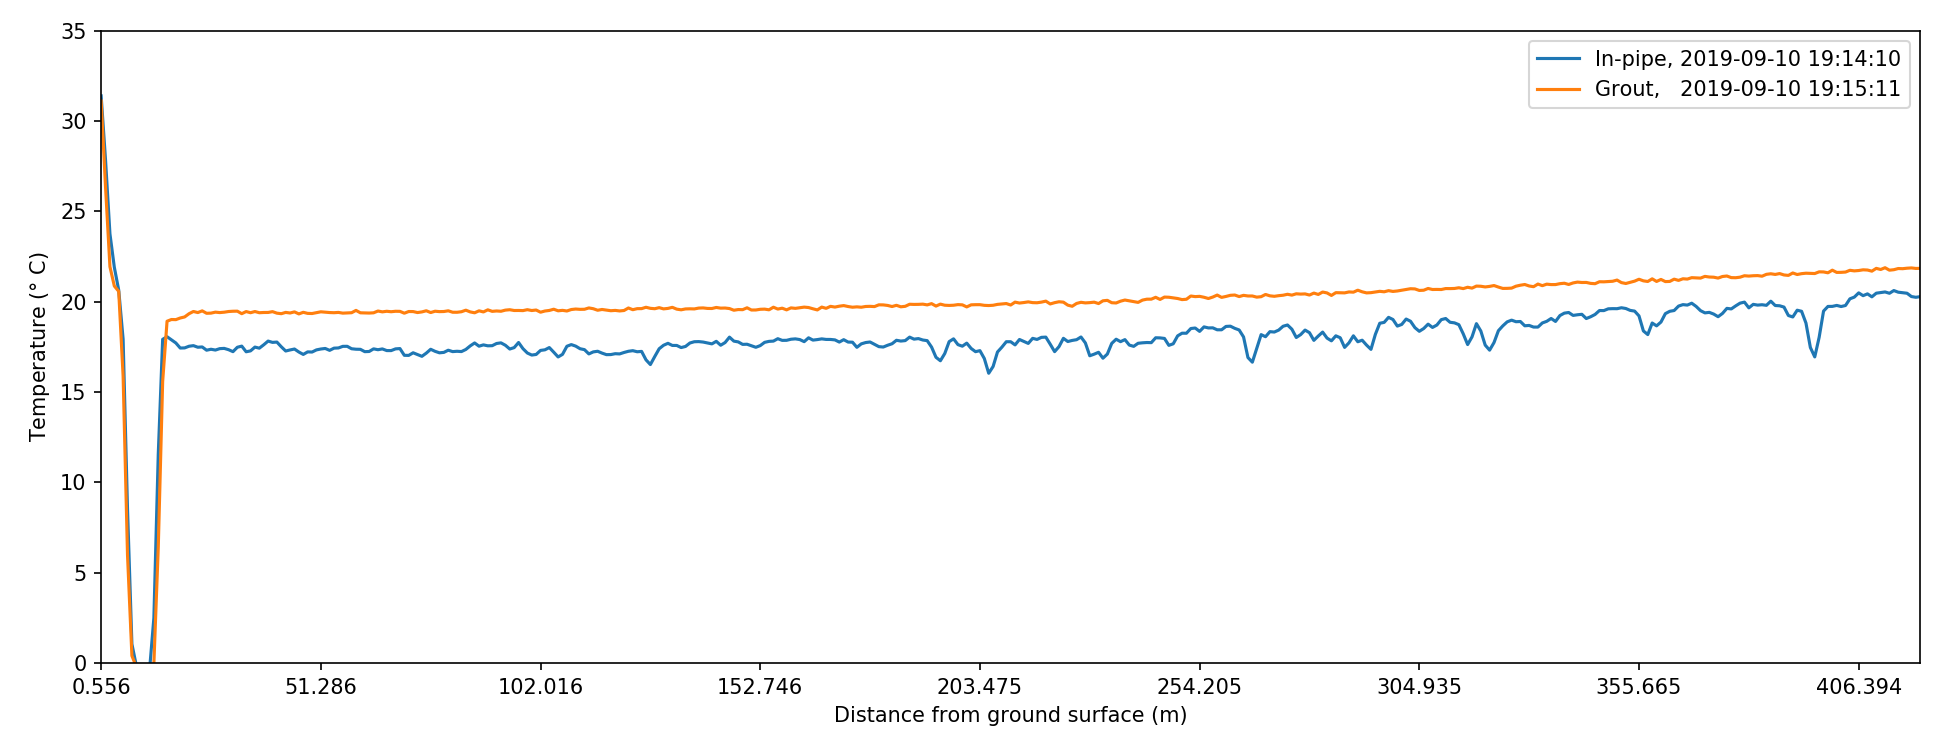 35
30
25
20
15
10
5
0
Temperature (° C)
In-pipe, 2019-09-10 19:14:10
Grout, 2019-09-10 19:15:11
0.556 51.286 102.016 152.746 203.475 254.205 304.935 355.665 406.394
Distance from ground surface (m)